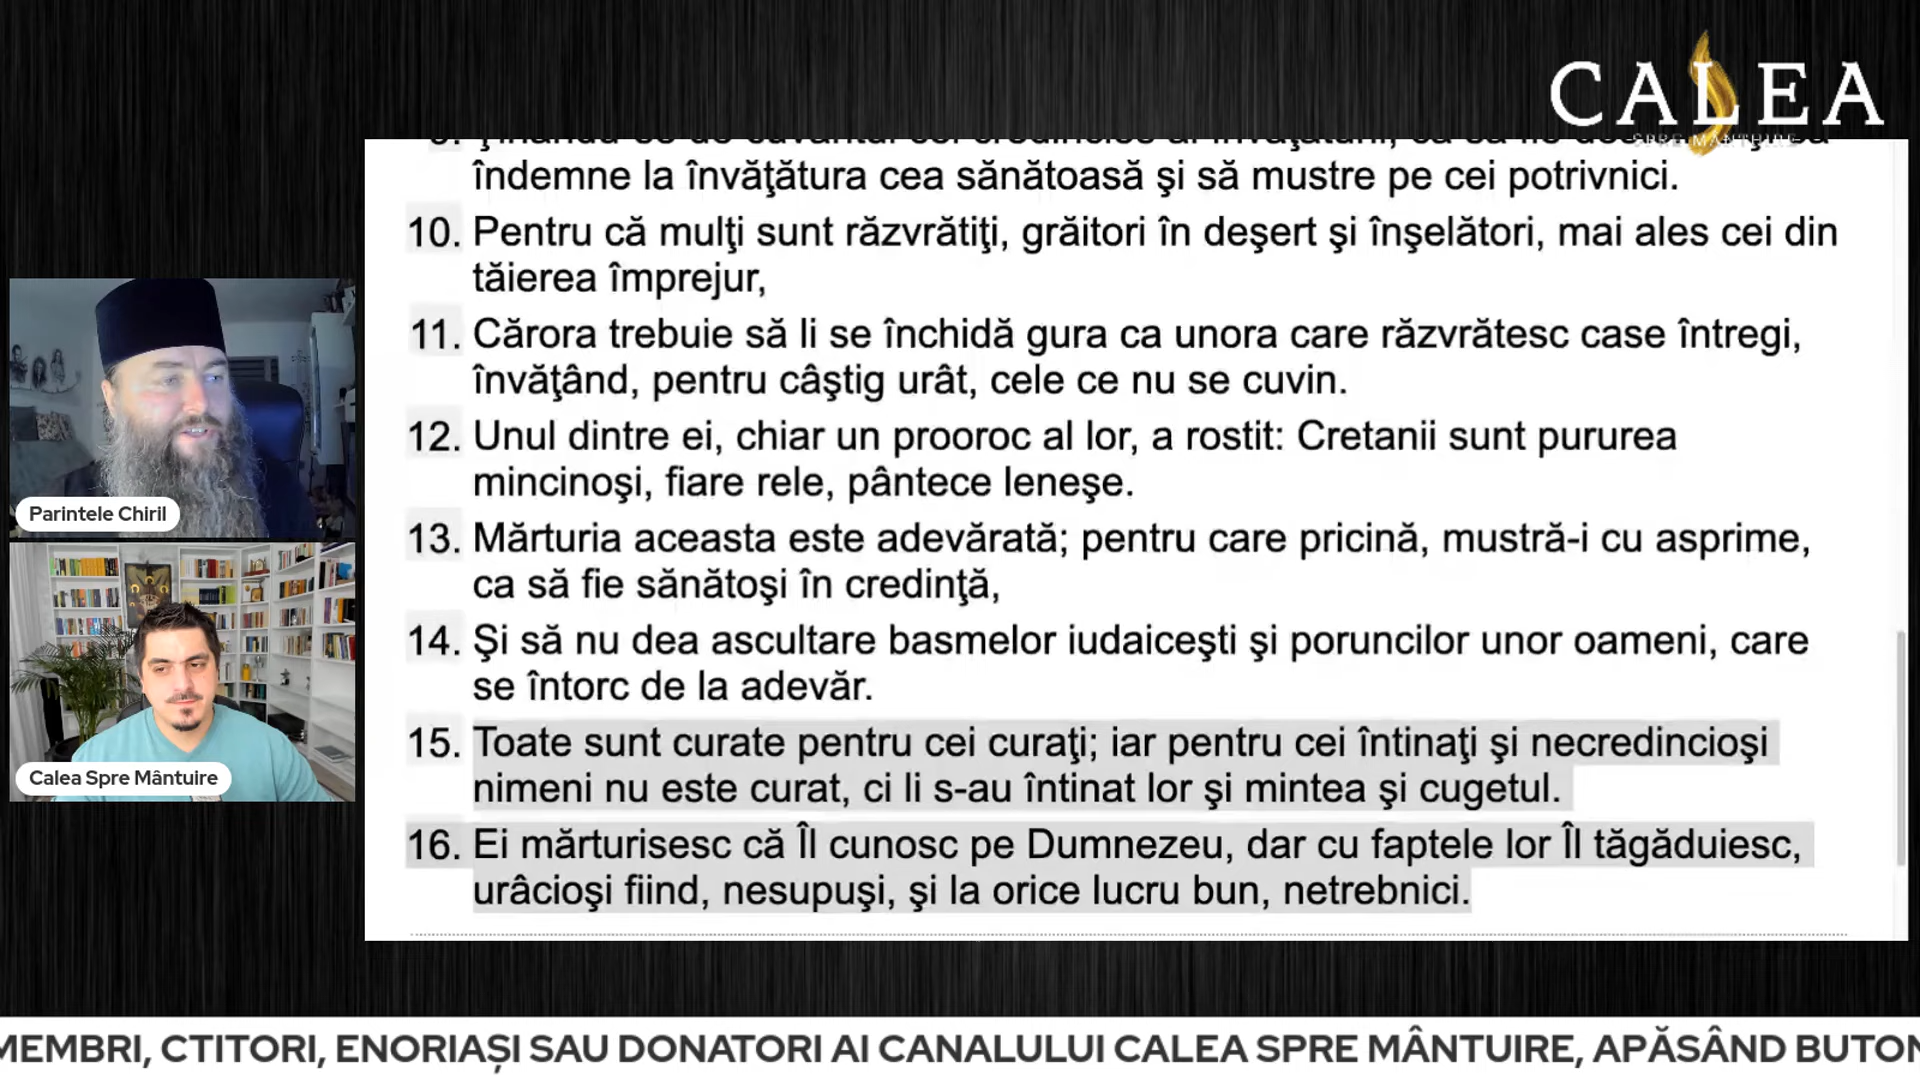 CALEA
SPRE MÂNTUIRE
îndemne la învăţătura cea sănătoasă şi să mustre pe cei potrivnici.
10. Pentru că mulţi sunt răzvrătiţi, grăitori în deşert şi înşelători, mai ales cei din
tăierea împrejur,
11. Cărora trebuie să li se închidă gura ca unora care răzvrătesc case întregi,
învăţând, pentru câştig urât, cele ce nu se cuvin.
12. Unul dintre ei, chiar un prooroc al lor, a rostit: Cretanii sunt pururea
mincinoşi, fiare rele, pântece leneşe.
13. Mărturia aceasta este adevărată; pentru care pricină, mustră-i cu asprime,
ca să fie sănătoşi în credinţă,
14. Şi să nu dea ascultare basmelor iudaiceşti şi poruncilor unor oameni, care
se întorc de la adevăr.
15. Toate sunt curate pentru cei curaţi; iar pentru cei întinaţi şi necredincioşi
nimeni nu este curat, ci li s-au întinat lor şi mintea şi cugetul.
16. Ei mărturisesc că Îl cunosc pe Dumnezeu, dar cu faptele lor Îl tăgăduiesc,
urâcioşi fiind, nesupuşi, şi la orice lucru bun, netrebnici.
Parintele Chiril
Calea Spre Mântuire
MEMBRI, CTITORI, ENORIAȘI SAU DONATORI AI CANALULUI CALEA SPRE MÂNTUIRE, APĂSÂND BUTON